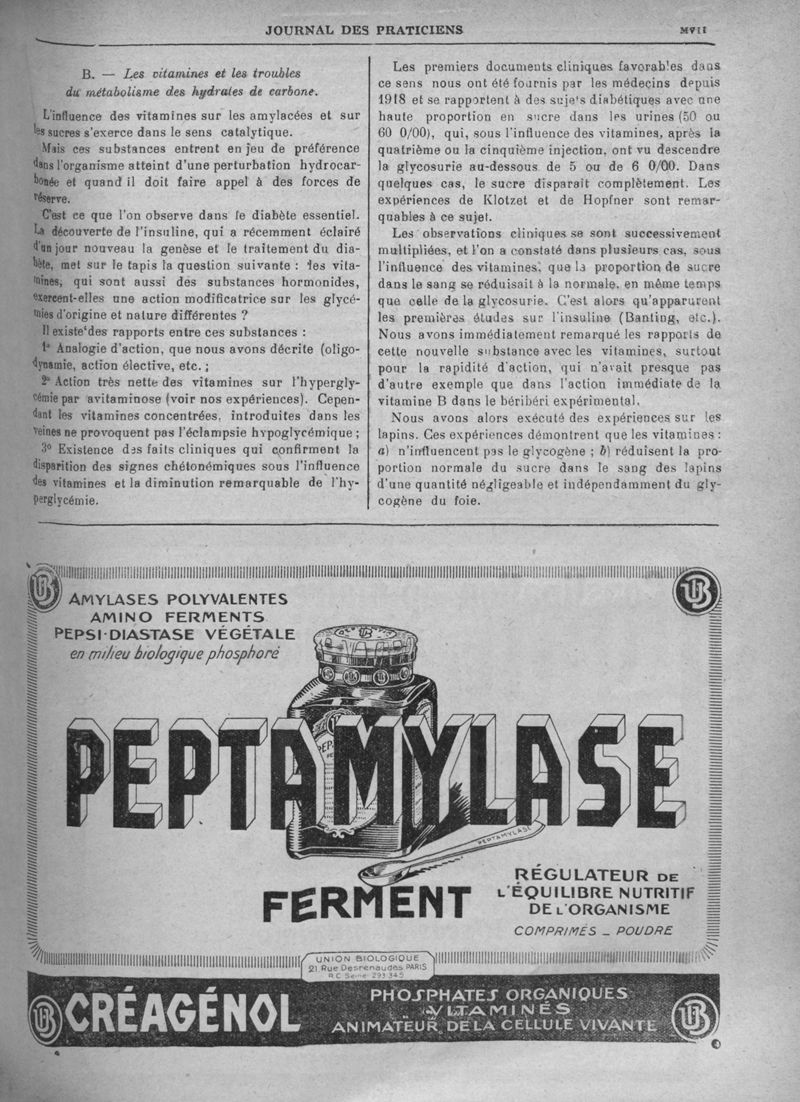 JOURNAL DES PRATICIENS
MVII
B. — Les vitamines et les troubles
du métabolisme des hydrates de carbone.
L'influence des vitamines sur les amylacées et sur
les sucres s'exerce dans le sens catalytique.
Mais ces substances entrent en jeu de préférence
dans l'organisme atteint d'une perturbation hydrocar-
bonée et quand il doit faire appel à des forces de
réserve.
C'est ce que l'on observe dans le diabète essentiel.
La découverte de l'insuline, qui a récemment éclairé
d'un jour nouveau la genèse et le traitement du dia-
bète, met sur le tapis la question suivante : les vita-
mines, qui sont aussi des substances hormonides,
exercent-elles une action modificatrice sur les glycé-
mies d'origine et nature différentes ?
Il existe des rapports entre ces substances :
1° Analogie d'action, que nous avons décrite (oligo-
dynamie, action élective, etc. ;
2° Action très nette des vitamines sur l'hypergly-
cémie par avitaminose (voir nos expériences). Cepen-
dant les vitamines concentrées, introduites dans les
veines ne provoquent pas l'éclampsie hypoglycémique ;
3° Existence des faits cliniques qui confirment la
disparition des signes chétonémiques sous l'influence
des vitamines et la diminution remarquable de l'hy-
perglycémie.
Les premiers documents cliniques favorables dans
ce sens nous ont été fournis par les médecins depuis
1918 et se rapportent à des sujets diabétiques avec une
haute proportion en sucre dans les urines (50 ou
60 0/00), qui, sous l'influence des vitamines, après la
quatrième ou la cinquième injection, ont vu descendre
la glycosurie au-dessous de 5 ou de 6 0/00. Dans
quelques cas, le sucre disparait complètement. Les
expériences de Klotzet et de Hopfner sont remar-
quables à ce sujet.
Les observations cliniques se sont successivement
multipliées, et l'on a constaté dans plusieurs cas, sous
l'influence des vitamines, que la proportion de sucre
dans le sang se réduisait à la normale, en même temps
que celle de la glycosurie. C'est alors qu'apparurent
les premières études sur l'insuline (Banting, etc.).
Nous avons immédiatement remarqué les rapports de
cette nouvelle substance avec les vitamines, surtout
pour la rapidité d'action, qui n'avait presque pas
d'autre exemple que dans l'action immédiate de la
vitamine B dans le béribéri expérimental.
Nous avons alors exécuté des expériences sur les
lapins. Ces expériences démontrent que les vitamines :
a) n'influencent pas le glycogène ; b) réduisent la pro-
portion normale du sucre dans le sang des lapins
d'une quantité négligeable et indépendamment du gly-
cogène du foie.
UB
UB
AMYLASES POLYVALENTES
AMINO FERMENTS
PEPSI-DIASTASE VÉGÉTALE
en milieu biologique phosphoré
PEPTAMYLASE
PEPTAMYLASE
FERMENT
RÉGULATEUR DE
L'ÉQUILIBRE NUTRITIF
DE L'ORGANISME
COMPRIMÉS _ POUDRE
UNION BIOLOGIQUE
21 Rue Desrenaudes PARIS
R.C Seine 293 345
UB
CRÉAGÉNOL
PHOSPHATES ORGANIQUES
VITAMINES
ANIMATEUR DE LA CELLULE VIVANTE
UB